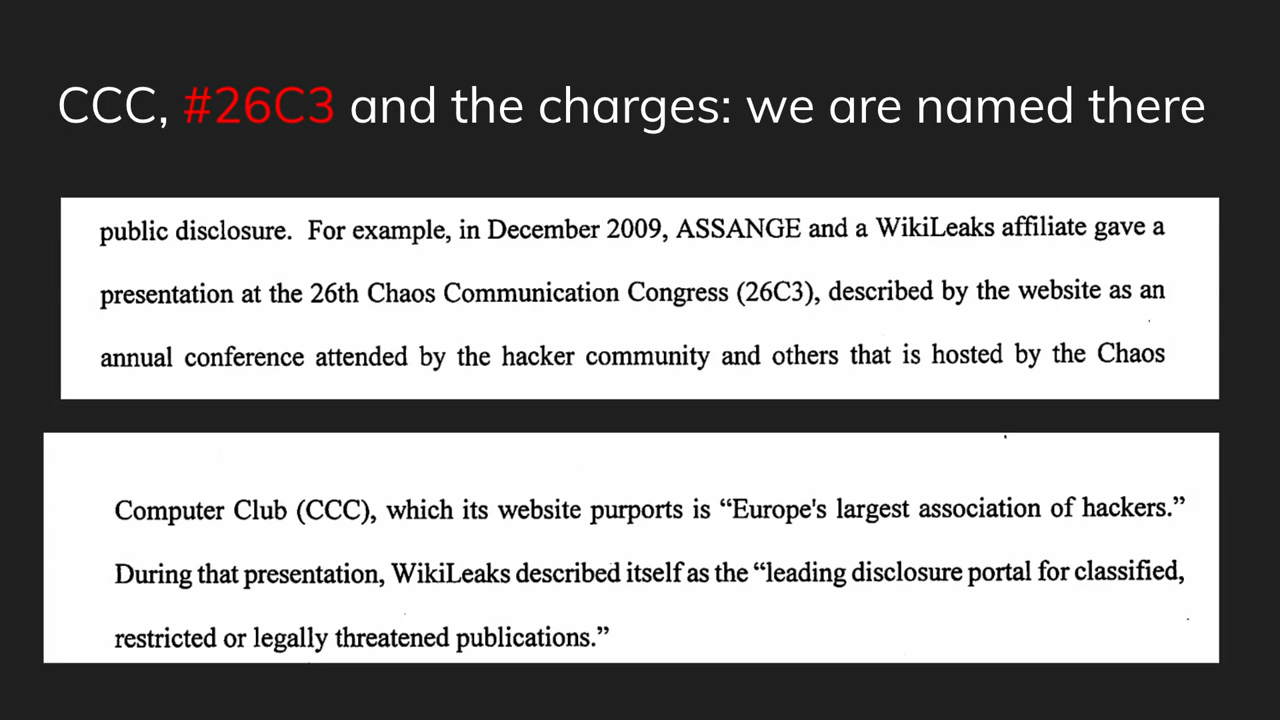 CCC, #26C3 and the charges: we are named there
public disclosure. For example, in December 2009, ASSANGE and a WikiLeaks affiliate gave a
presentation at the 26th Chaos Communication Congress (26C3), described by the website as an
annual conference attended by the hacker community and others that is hosted by the Chaos
Computer Club (CCC), which its website purports is “Europe's largest association of hackers.”
During that presentation, WikiLeaks described itself as the “leading disclosure portal for classified,
restricted or legally threatened publications.”